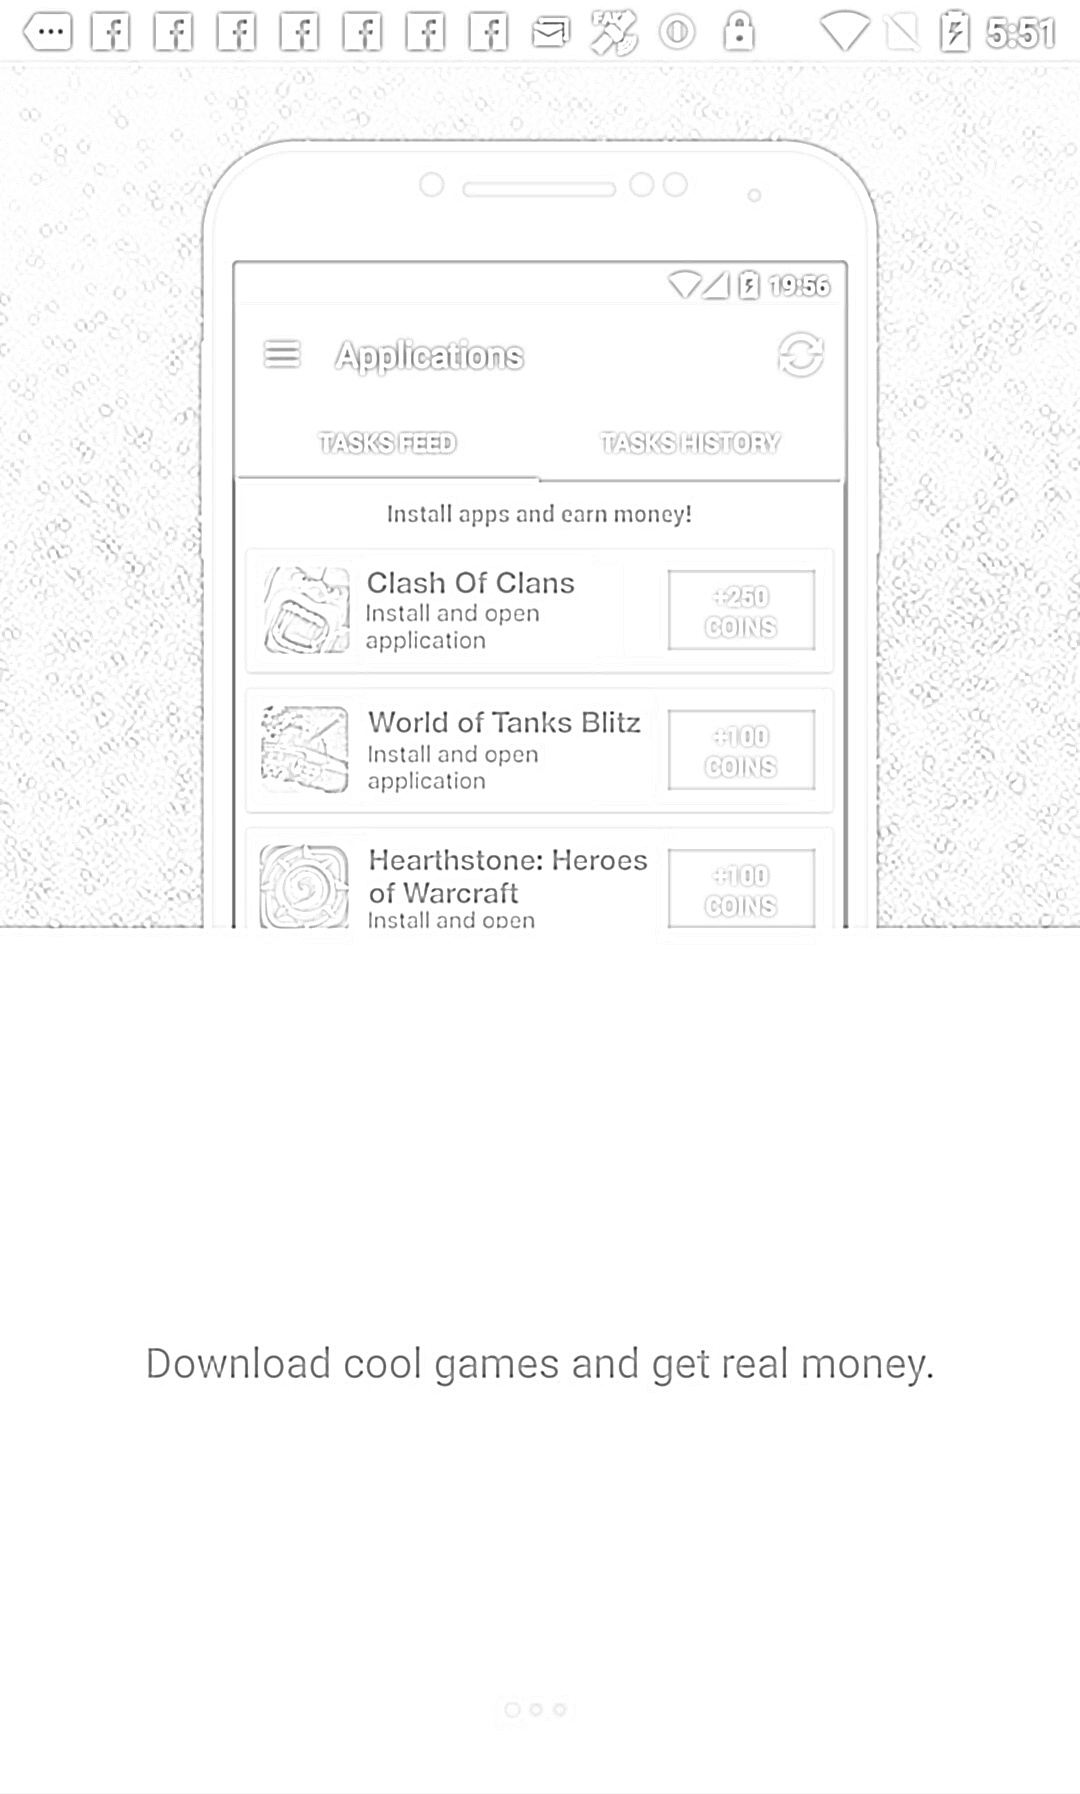 5:51
19:56
Applications
TASKS FEED TASKS HISTORY
Install apps and earn money!
Clash Of Clans
Install and open
application
+250
COINS
World of Tanks Blitz
Install and open
application
+100
COINS
Hearthstone: Heroes
of Warcraft
Install and open
+100
COINS
Download cool games and get real money.